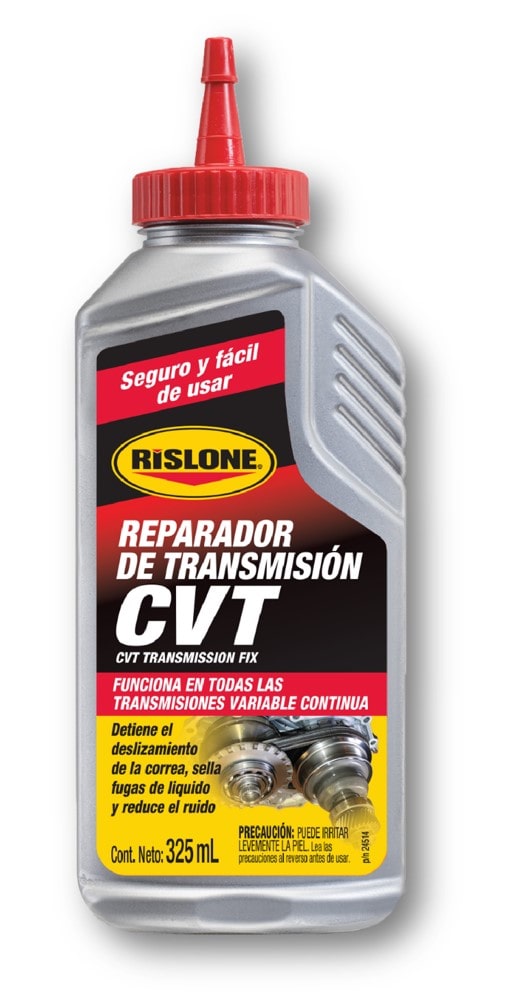 Seguro y fácil
de usar
RiSLONE®
REPARADOR
DE TRANSMISIÓN
CVT
CVT TRANSMISSION FIX
FUNCIONA EN TODAS LAS
TRANSMISIONES VARIABLE CONTINUA
Detiene el
deslizamiento
de la correa, sella
fugas de liquido
y reduce el ruido
Cont. Neto: 325 mL
PRECAUCIÓN: PUEDE IRRITAR
LEVEMENTE LA PIEL. Lea las
precauciones al reverso antes de usar.
p/n 24514